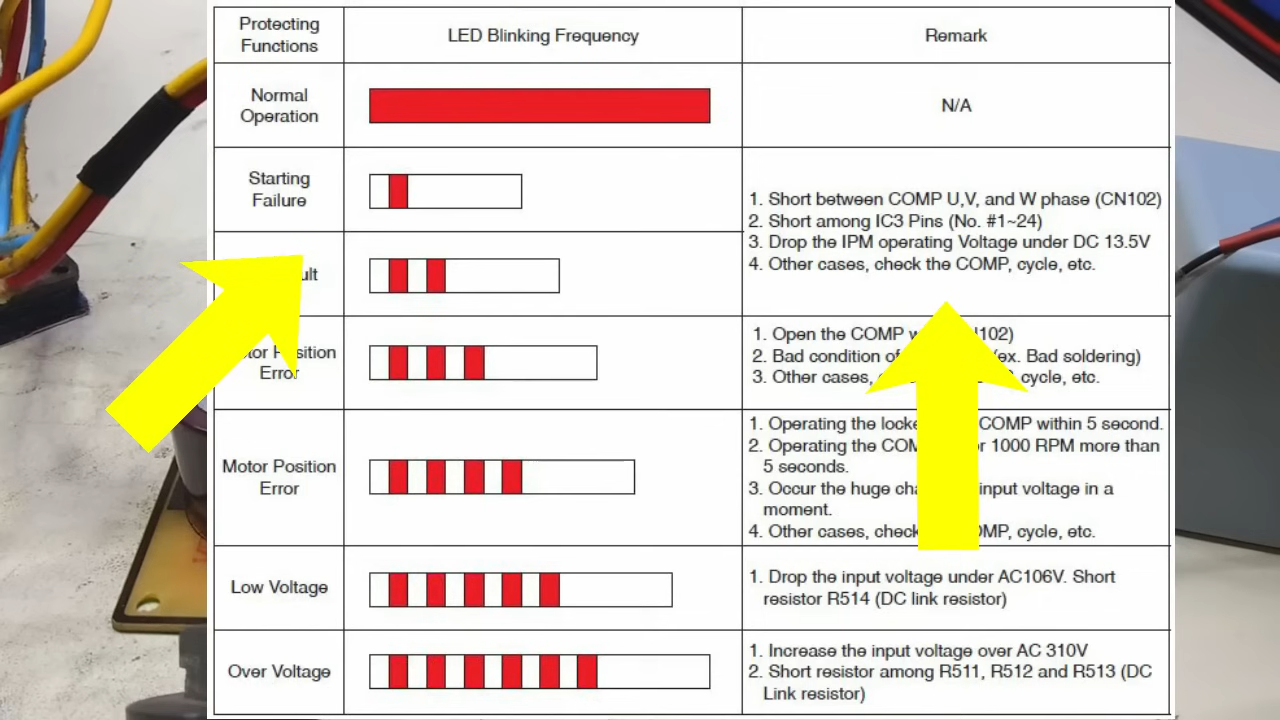 Protecting
Functions
LED Blinking Frequency
Remark
Normal
Operation
N/A
Starting
Failure
1. Short between COMP U,V, and W phase (CN102)
2. Short among IC3 Pins (No. #1~24)
3. Drop the IPM operating Voltage under DC 13.5V
4. Other cases, check the COMP, cycle, etc.
Position
Error
1. Open the COMP
2. Bad condition of (ex. Bad soldering)
3. Other cases, cycle, etc.
Motor Position
Error
1. Operating the COMP within 5 second.
2. Operating the 1000 RPM more than
5 seconds.
3. Occur the huge input voltage in a
moment.
4. Other cases, check cycle, etc.
Low Voltage
1. Drop the input voltage under AC106V. Short
resistor R514 (DC link resistor)
Over Voltage
1. Increase the input voltage over AC 310V
2. Short resistor among R511, R512 and R513 (DC
Link resistor)